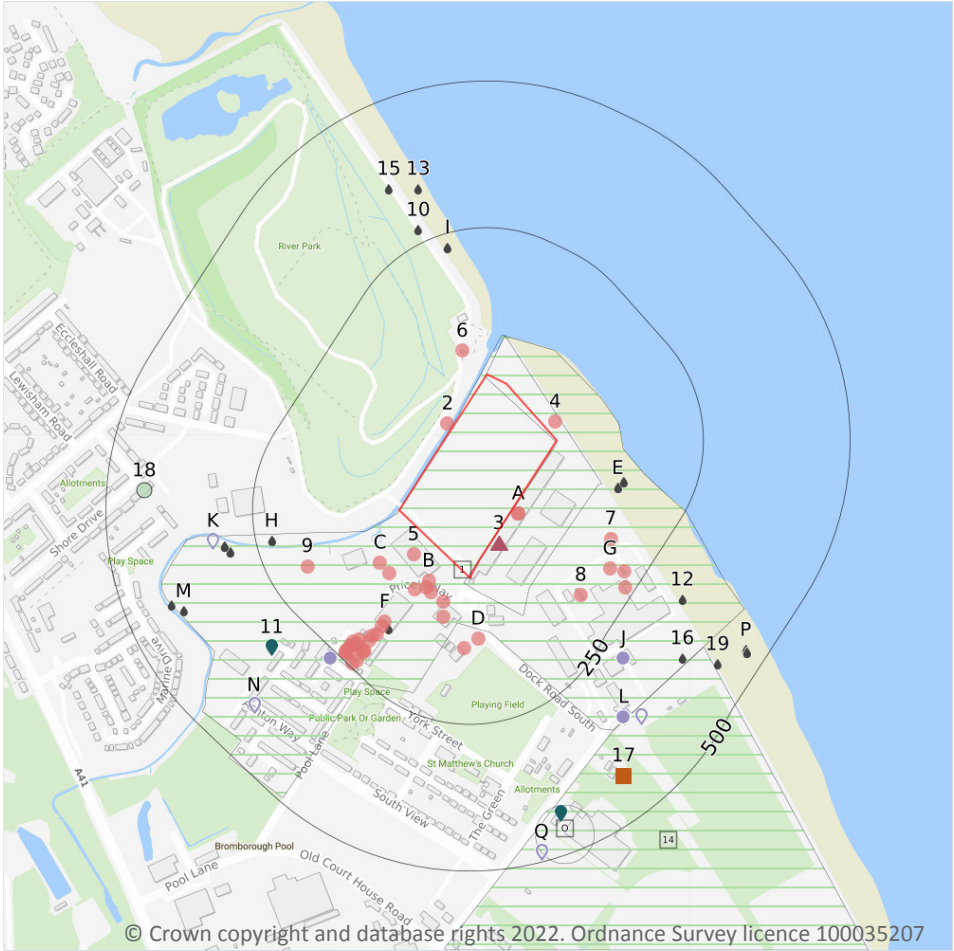 15 13
10
I
River Park
6
Eccleshall Road
Lewisham Road
2
4
18
Allotments
E
A
K
H
3
7
Shore Drive
5
C
9
B
G
Play Space
1
8
12
M
F
D
11
J
16
19
P
Marine Drive
250
N
Play Space
Playing Field
Dock Road South
L
Public Park Or Garden
York Street
500
Pool Lane
17
St Matthew's Church
A41
Allotments
South View
The Green
Q
O
14
Bromborough Pool
Pool Lane
Old Court House Road
© Crown copyright and database rights 2022. Ordnance Survey licence 100035207